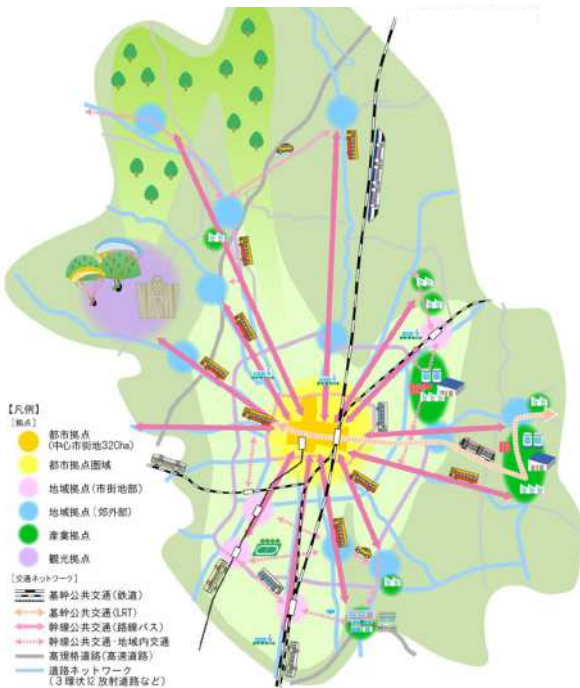 【凡例】
[拠点]
都市拠点
(中心市街地320ha)
都市拠点圏域
地域拠点(市街地部)
地域拠点(郊外部)
産業拠点
観光拠点
[交通ネットワーク]
基幹公共交通(鉄道)
基幹公共交通(LRT)
幹線公共交通(路線バス)
幹線公共交通・地域内交通
高規格道路(高速道路)
道路ネットワーク
(3環状12放射道路など)